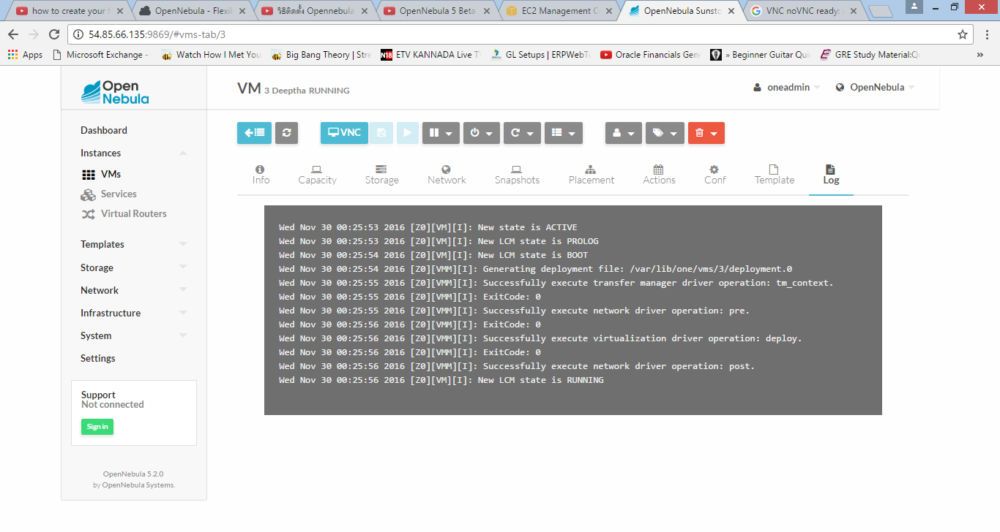 how to create your f
OpenNebula - Flexib
วิธีติดตั้ง Opennebula
OpenNebula 5 Beta
EC2 Management C
OpenNebula Sunsto
VNC noVNC ready:
54.85.66.135:9869/#vms-tab/3
Apps
Microsoft Exchange -
Watch How I Met You
Big Bang Theory | Stre
N18
ETV KANNADA Live T
GL Setups | ERPWebTu
Oracle Financials Gen
» Beginner Guitar Qui
GRE Study Material:Qu
»
Open
Nebula
VM 3 Deeptha RUNNING
oneadmin
OpenNebula
Dashboard
Instances
VMs
Services
Virtual Routers
Templates
Storage
Network
Infrastructure
System
Settings
Support
Not connected
Sign in
OpenNebula 5.2.0
by OpenNebula Systems.
VNC
Info
Capacity
Storage
Network
Snapshots
Placement
Actions
Conf
Template
Log
Wed Nov 30 00:25:53 2016 [Z0][VM][I]: New state is ACTIVE
Wed Nov 30 00:25:53 2016 [Z0][VM][I]: New LCM state is PROLOG
Wed Nov 30 00:25:54 2016 [Z0][VM][I]: New LCM state is BOOT
Wed Nov 30 00:25:54 2016 [Z0][VMM][I]: Generating deployment file: /var/lib/one/vms/3/deployment.0
Wed Nov 30 00:25:55 2016 [Z0][VMM][I]: Successfully execute transfer manager driver operation: tm_context.
Wed Nov 30 00:25:55 2016 [Z0][VMM][I]: ExitCode: 0
Wed Nov 30 00:25:55 2016 [Z0][VMM][I]: Successfully execute network driver operation: pre.
Wed Nov 30 00:25:56 2016 [Z0][VMM][I]: ExitCode: 0
Wed Nov 30 00:25:56 2016 [Z0][VMM][I]: Successfully execute virtualization driver operation: deploy.
Wed Nov 30 00:25:56 2016 [Z0][VMM][I]: ExitCode: 0
Wed Nov 30 00:25:56 2016 [Z0][VMM][I]: Successfully execute network driver operation: post.
Wed Nov 30 00:25:56 2016 [Z0][VM][I]: New LCM state is RUNNING